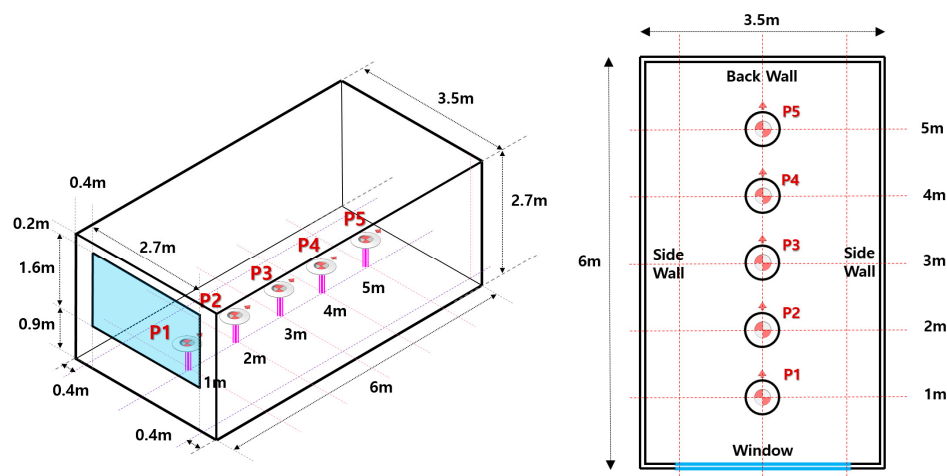 3.5m
0.4m
2.7m
0.2m
2.7m
P5
1.6m
P4
P3
5m
P2
4m
0.9m
P1
3m
2m
1m
6m
0.4m
0.4m
3.5m
Back Wall
P5
5m
P4
4m
6m
Side
Wall
P3
Side
Wall
3m
P2
2m
P1
1m
Window